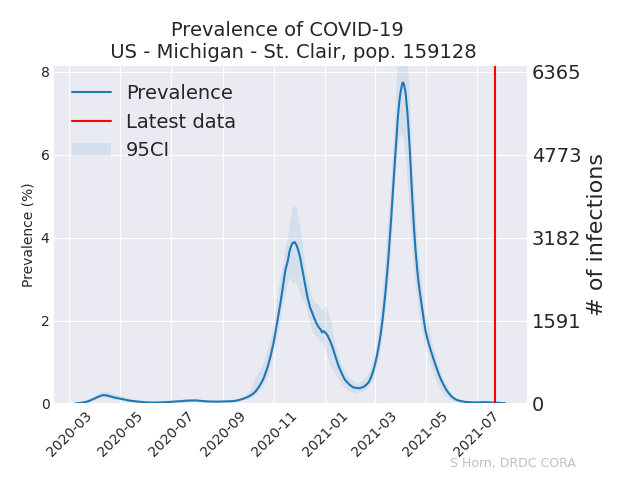 Prevalence of COVID-19
US - Michigan - St. Clair, pop. 159128
Prevalence
Latest data
95CI
Prevalence (%)
8
6
4
2
0
6365
4773
3182
1591
0
# of infections
2020-03
2020-05
2020-07
2020-09
2020-11
2021-01
2021-03
2021-05
2021-07
S Horn, DRDC CORA